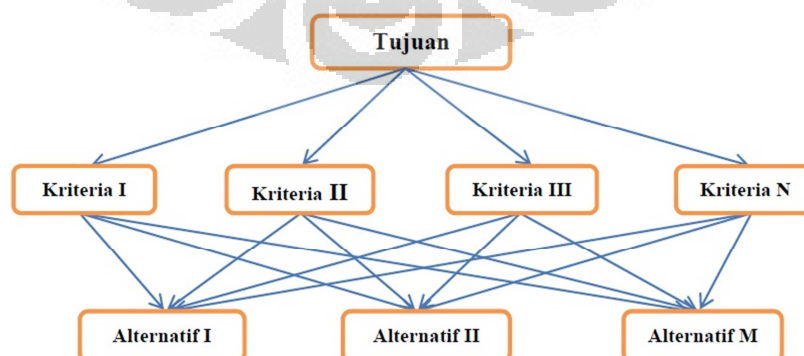 Tujuan
Kriteria I
Kriteria II
Kriteria III
Kriteria N
Alternatif I
Alternatif II
Alternatif M